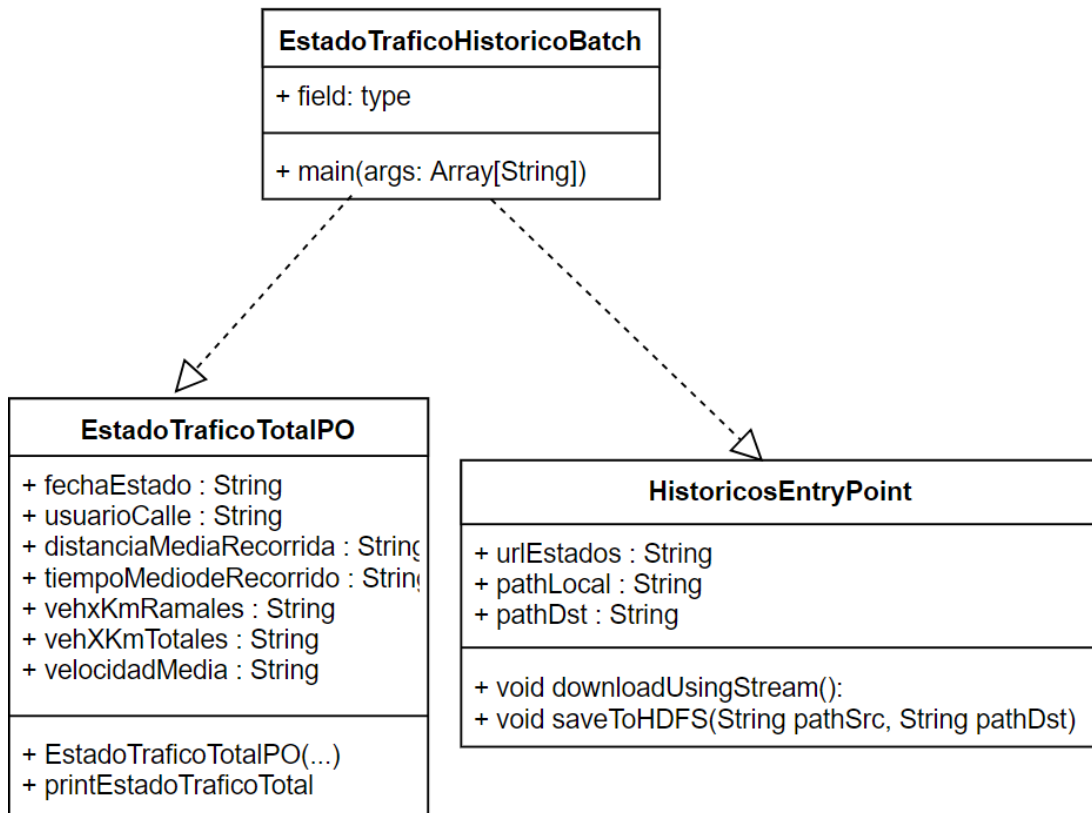 EstadoTraficoHistoricoBatch
+ field: type
+ main(args: Array[String])
EstadoTraficoTotalPO
+ fechaEstado : String
+ usuarioCalle : String
+ distanciaMediaRecorrida : String
+ tiempoMediodeRecorrido : String
+ vehxKmRamales : String
+ vehXKmTotales : String
+ velocidadMedia : String
+ EstadoTraficoTotalPO(...)
+ printEstadoTraficoTotal
HistoricosEntryPoint
+ urlEstados : String
+ pathLocal : String
+ pathDst : String
+ void downloadUsingStream():
+ void saveToHDFS(String pathSrc, String pathDst)